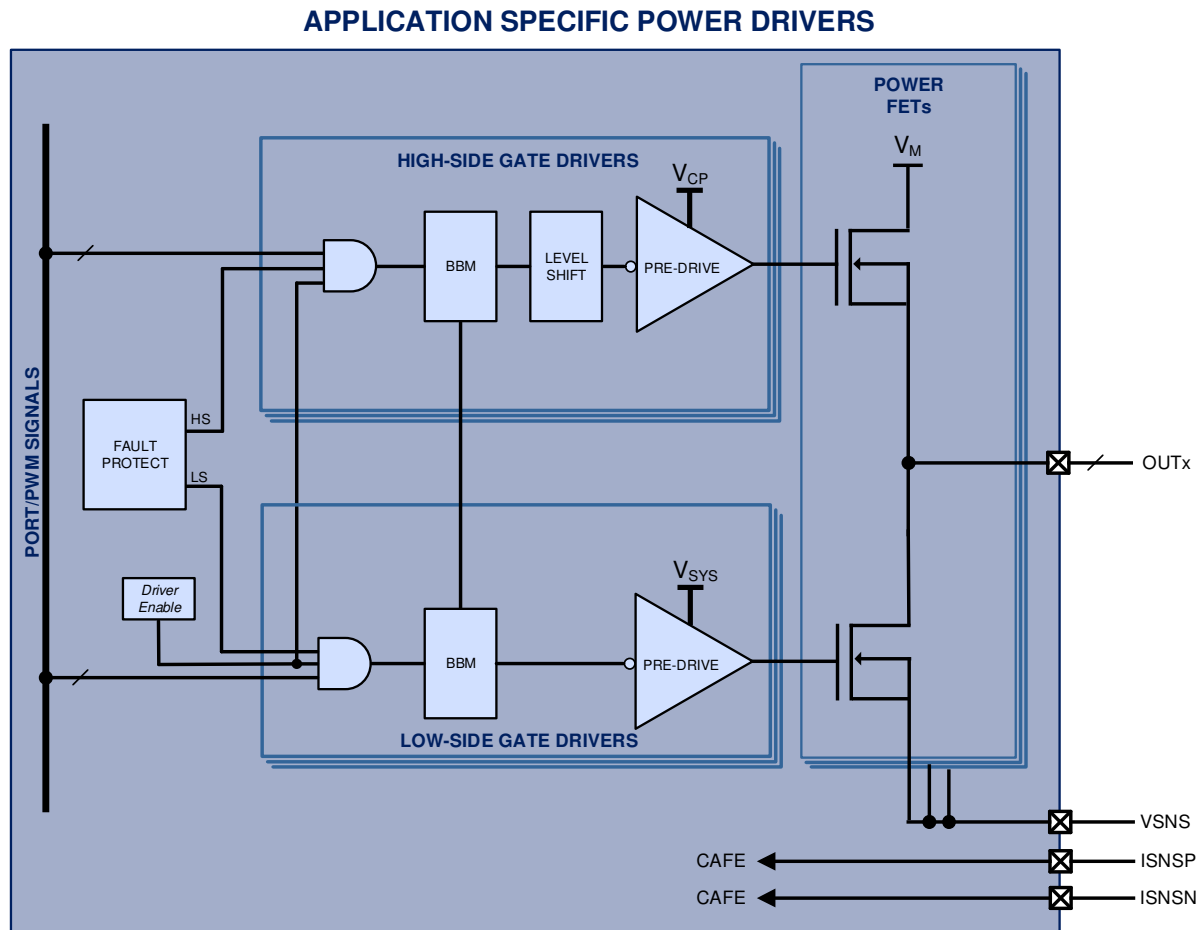 APPLICATION SPECIFIC POWER DRIVERS
POWER
FETs
HIGH-SIDE GATE DRIVERS
VM
VCP
BBM
LEVEL
SHIFT
PRE-DRIVE
PORT/PWM SIGNALS
HS
FAULT
PROTECT
LS
OUTx
Driver
Enable
VSYS
BBM
PRE-DRIVE
LOW-SIDE GATE DRIVERS
VSNS
CAFE
ISNSP
CAFE
ISNSN